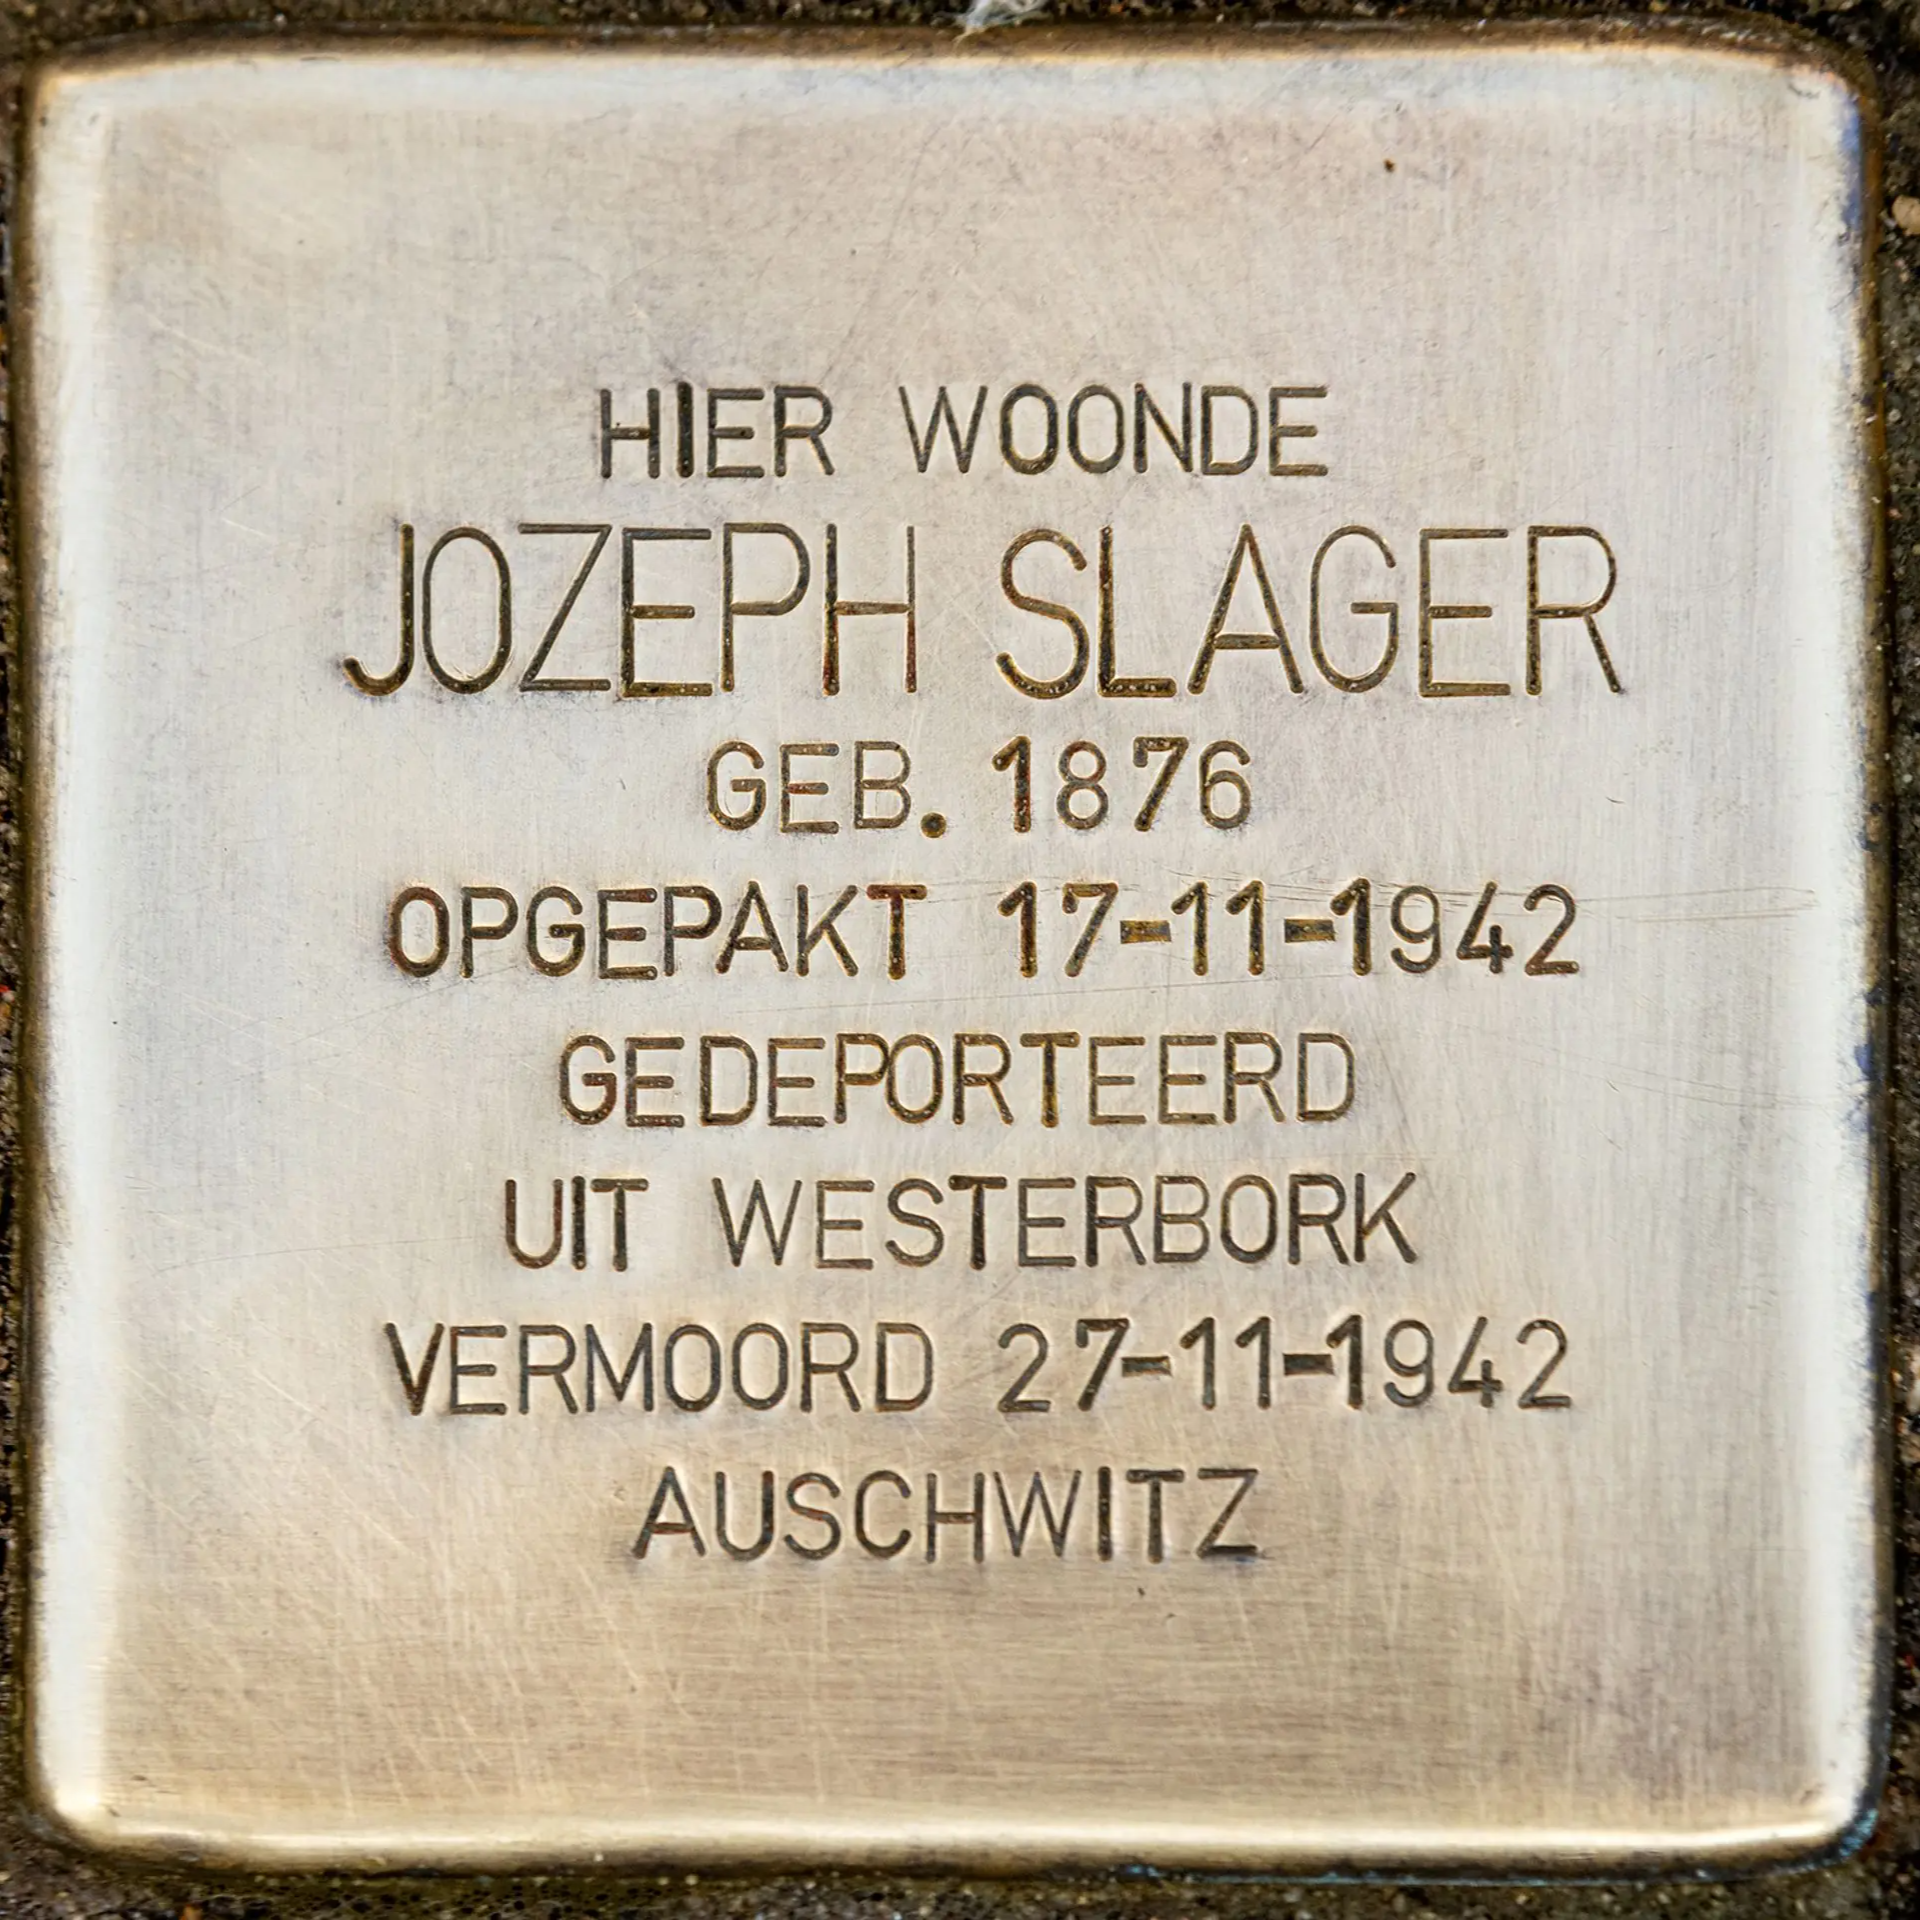 HIER WOONDE
JOZEPH SLAGER
GEB. 1876
OPGEPAKT 17-11-1942
GEDEPORTEERD
UIT WESTERBORK
VERMOORD 27-11-1942
AUSCHWITZ